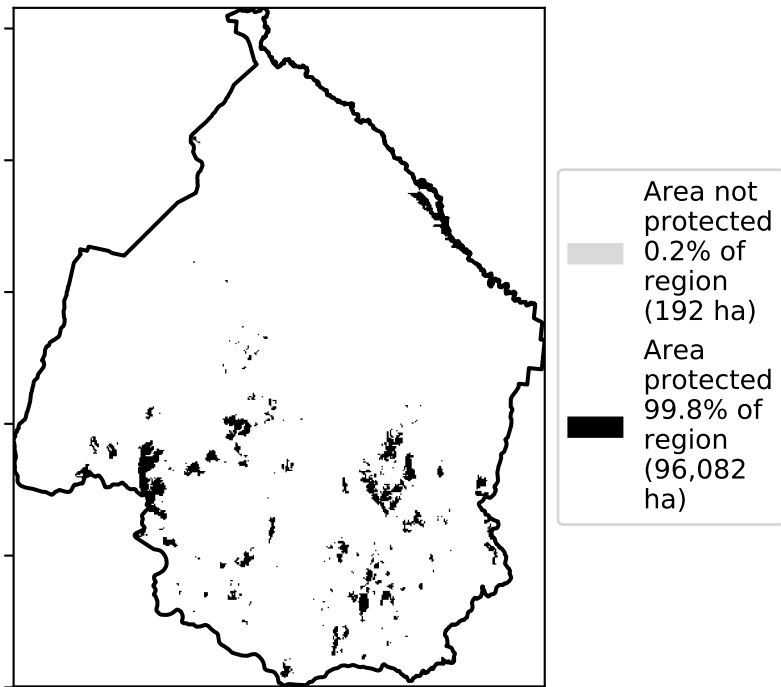 Area not
protected
0.2% of
region
(192 ha)
Area
protected
99.8% of
region
(96,082
ha)